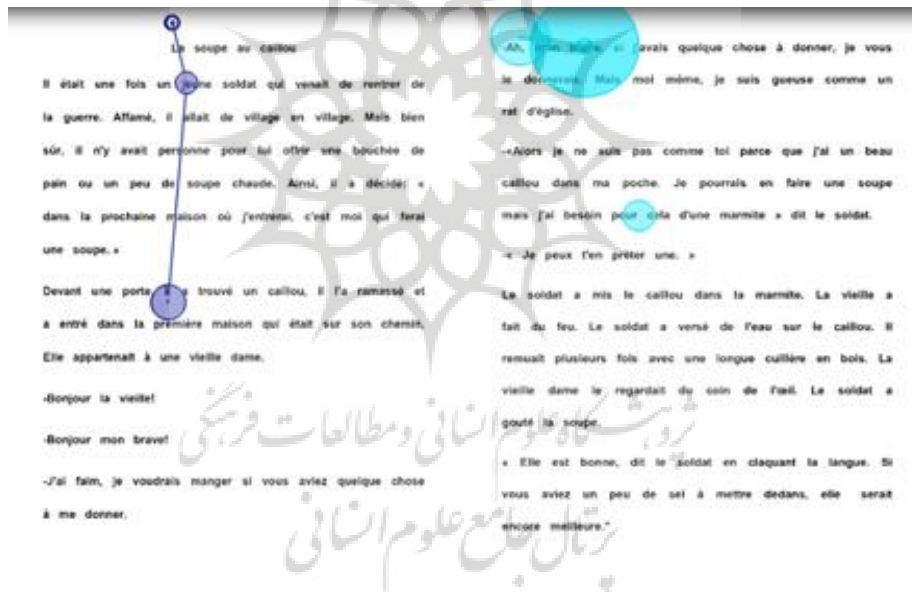 La soupe au caillou
Il était une fois un jeune soldat qui venait de rentrer de
la guerre. Affamé, il allait de village en village. Mais bien
sûr, il n'y avait personne pour lui offrir une bouchée de
pain ou un peu de soupe chaude. Ainsi, il a décidé: «
dans la prochaine maison où j'entrerai, c'est moi qui ferai
une soupe. »
Devant une porte, il a trouvé un caillou, il l'a ramassé et
a entré dans la première maison qui était sur son chemin.
Elle appartenait à une vieille dame.
-Bonjour la vieille!
-Bonjour mon brave!
-J'ai faim, je voudrais manger si vous aviez quelque chose
à me donner.
-Ah, mon brave, si j'avais quelque chose à donner, je vous
le donnerais. Mais moi même, je suis gueuse comme un
rat d'église.
-«Alors je ne suis pas comme toi parce que j'ai un beau
caillou dans ma poche. Je pourrais en faire une soupe
mais j'ai besoin pour cela d'une marmite » dit le soldat.
-« Je peux t'en prêter une. »
Le soldat a mis le caillou dans la marmite. La vieille a
fait du feu. Le soldat a versé de l'eau sur le caillou. Il
remuait plusieurs fois avec une longue cuillère en bois. La
vieille dame le regardait du coin de l'œil. Le soldat a
gouté la soupe.
« Elle est bonne, dit le soldat en claquant la langue. Si
vous aviez un peu de sel à mettre dedans, elle serait
encore meilleure."
پژوهشگاه علوم انسانی و مطالعات فرهنگی
پرتال جامع علوم انسانی